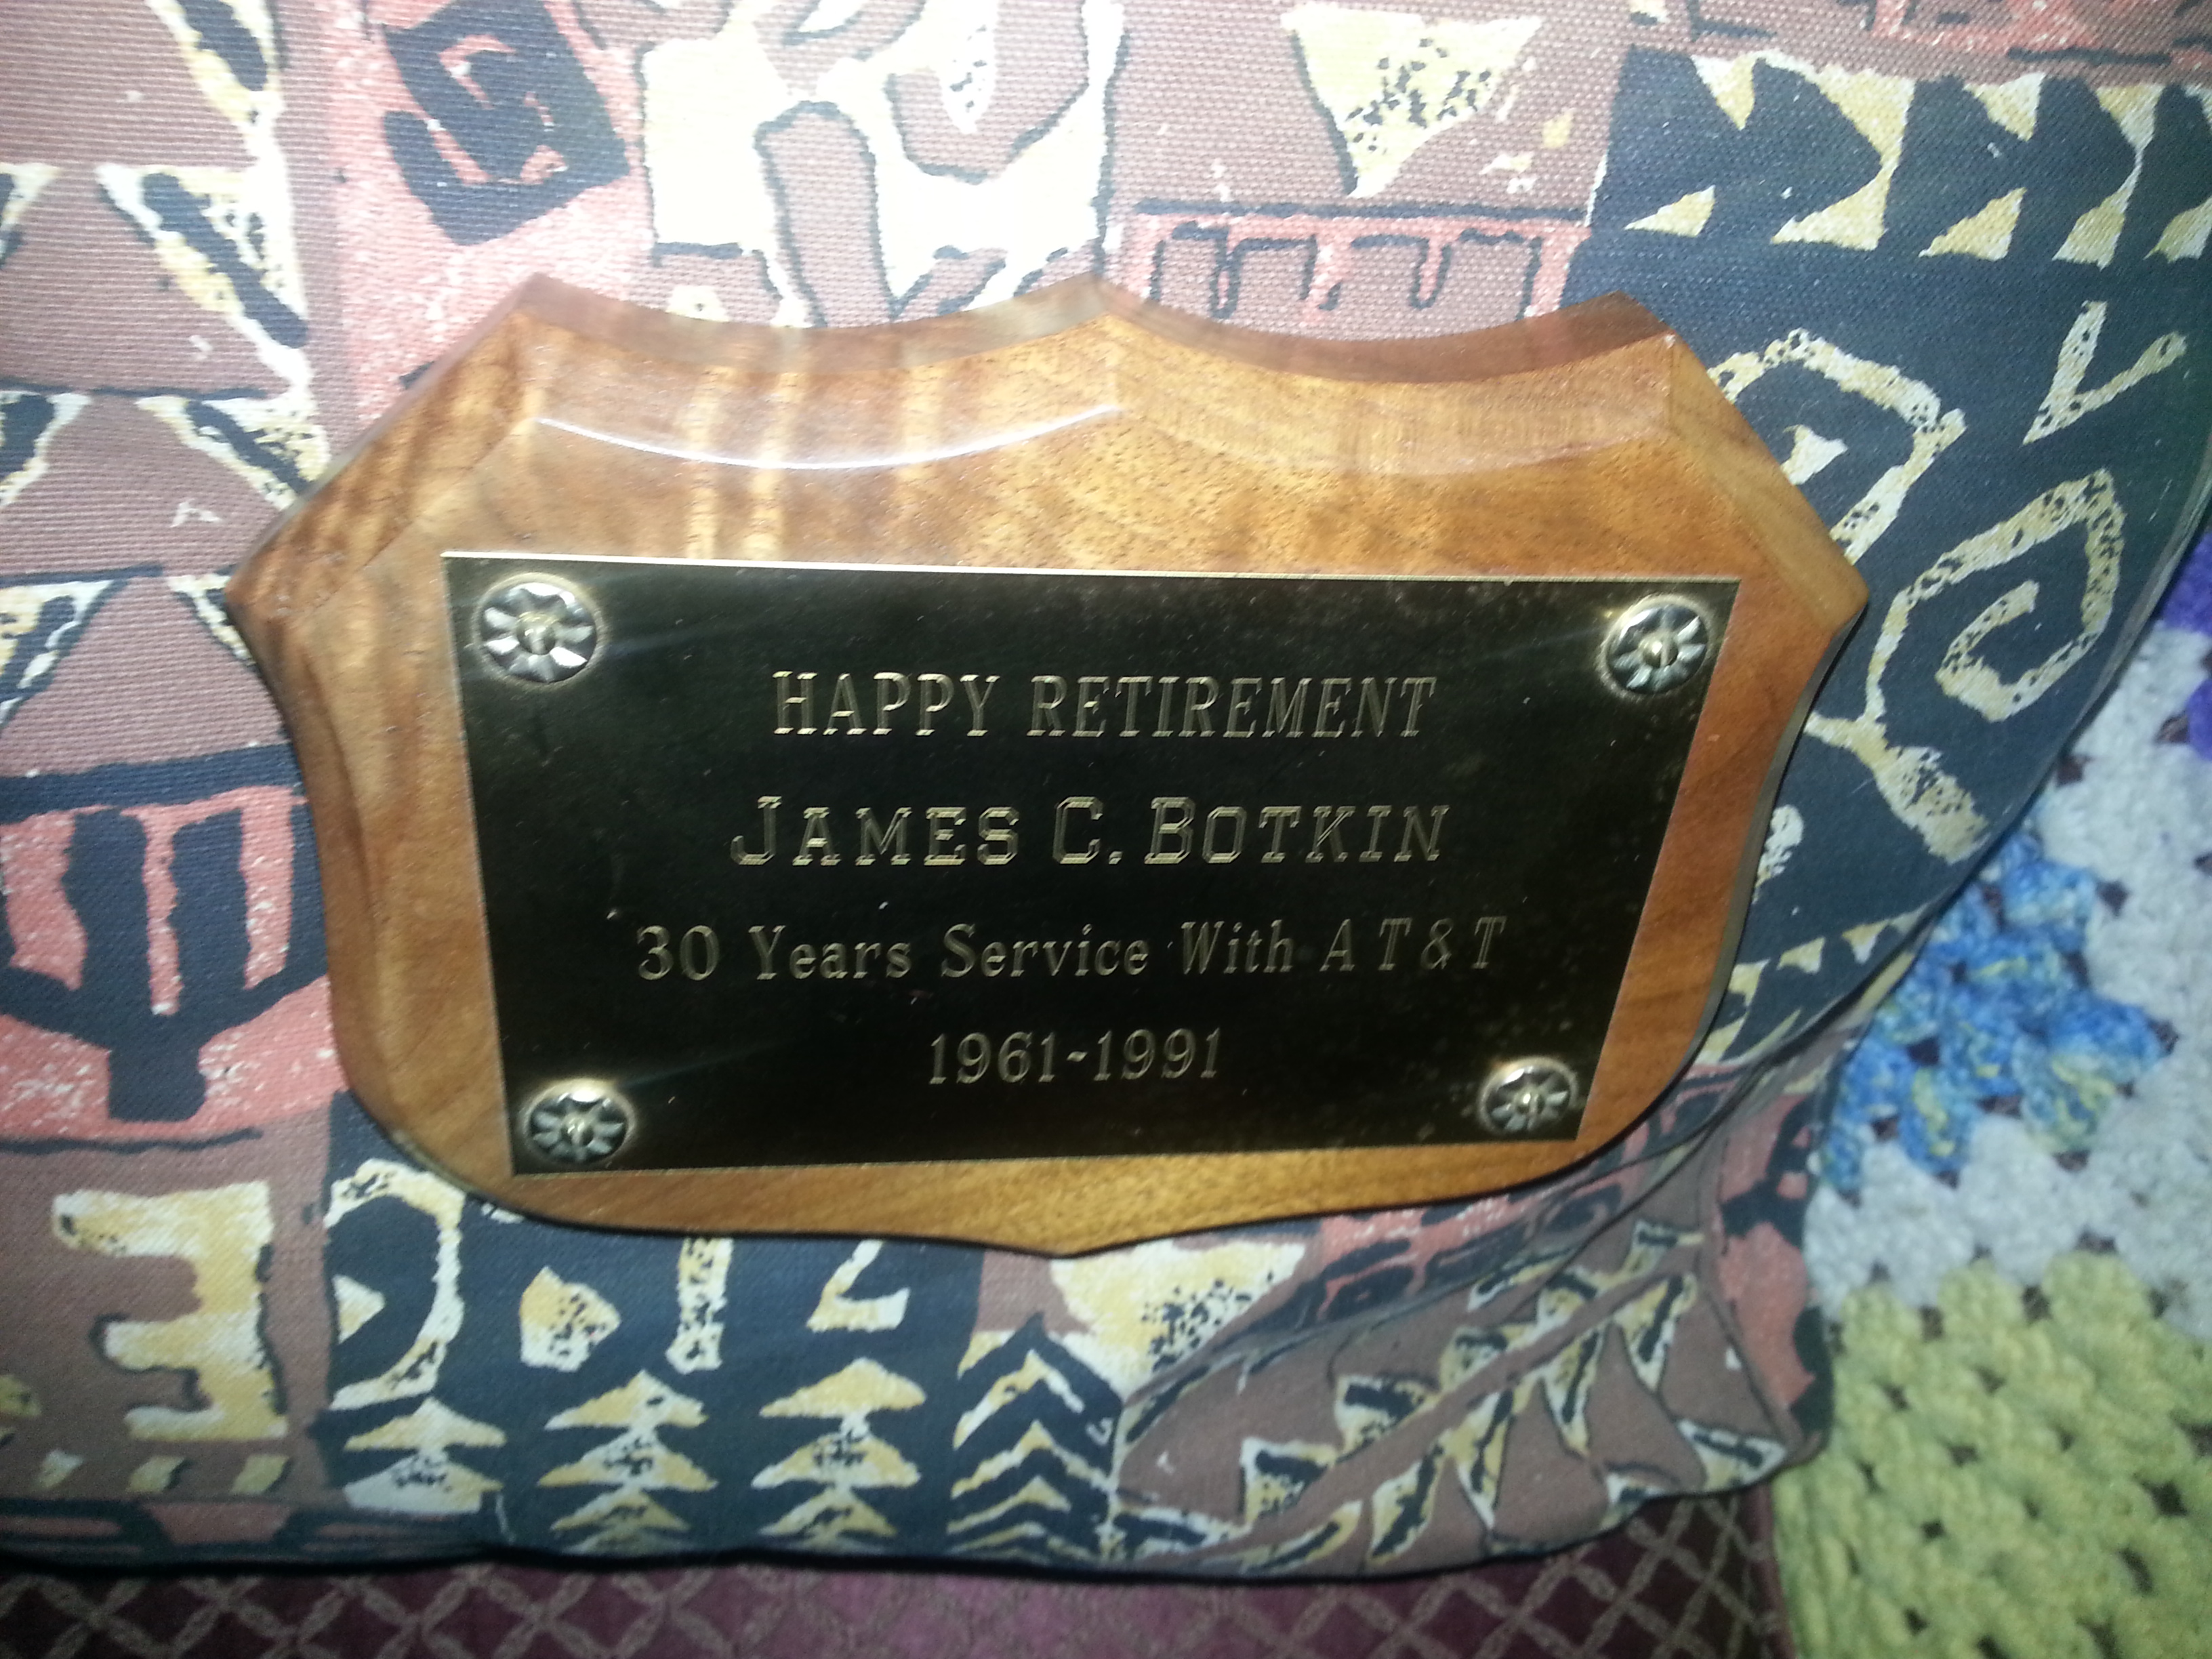 HAPPY RETIREMENT
JAMES C. BOTKIN
30 Years Service With AT&T
1961-1991